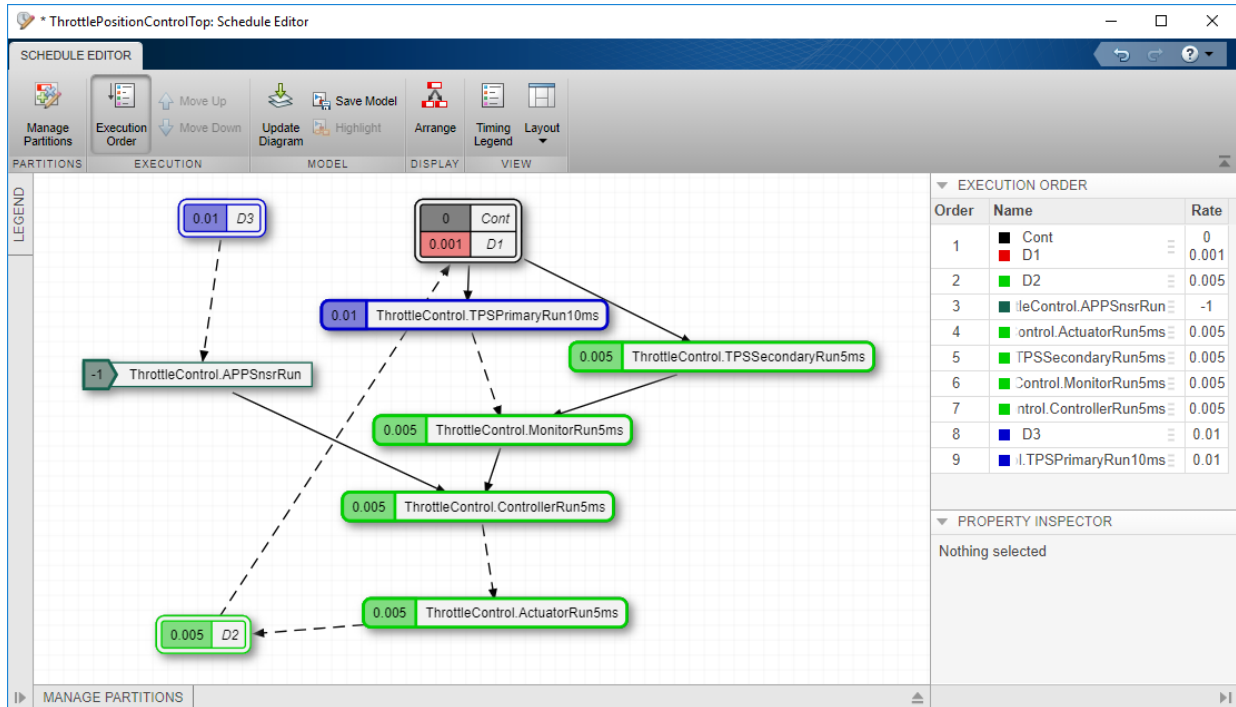 * ThrottlePositionControlTop: Schedule Editor
SCHEDULE EDITOR
Manage Partitions
Execution Order
Move Up
Move Down
Update Diagram
Save Model
Highlight
Arrange
Timing Legend
Layout
PARTITIONS EXECUTION MODEL DISPLAY VIEW
LEGEND
0.01 D3
0 Cont
0.001 D1
0.01 ThrottleControl.TPSPrimaryRun10ms
0.005 ThrottleControl.TPSSecondaryRun5ms
-1 ThrottleControl.APPSnsrRun
0.005 ThrottleControl.MonitorRun5ms
0.005 ThrottleControl.ControllerRun5ms
0.005 ThrottleControl.ActuatorRun5ms
0.005 D2
EXECUTION ORDER
Order Name Rate
1 Cont 0
D1 0.001
2 D2 0.005
3 tleControl.APPSnsrRun -1
4 ontrol.ActuatorRun5ms 0.005
5 TPSSecondaryRun5ms 0.005
6 Control.MonitorRun5ms 0.005
7 ntrol.ControllerRun5ms 0.005
8 D3 0.01
9 l.TPSPrimaryRun10ms 0.01
PROPERTY INSPECTOR
Nothing selected
MANAGE PARTITIONS